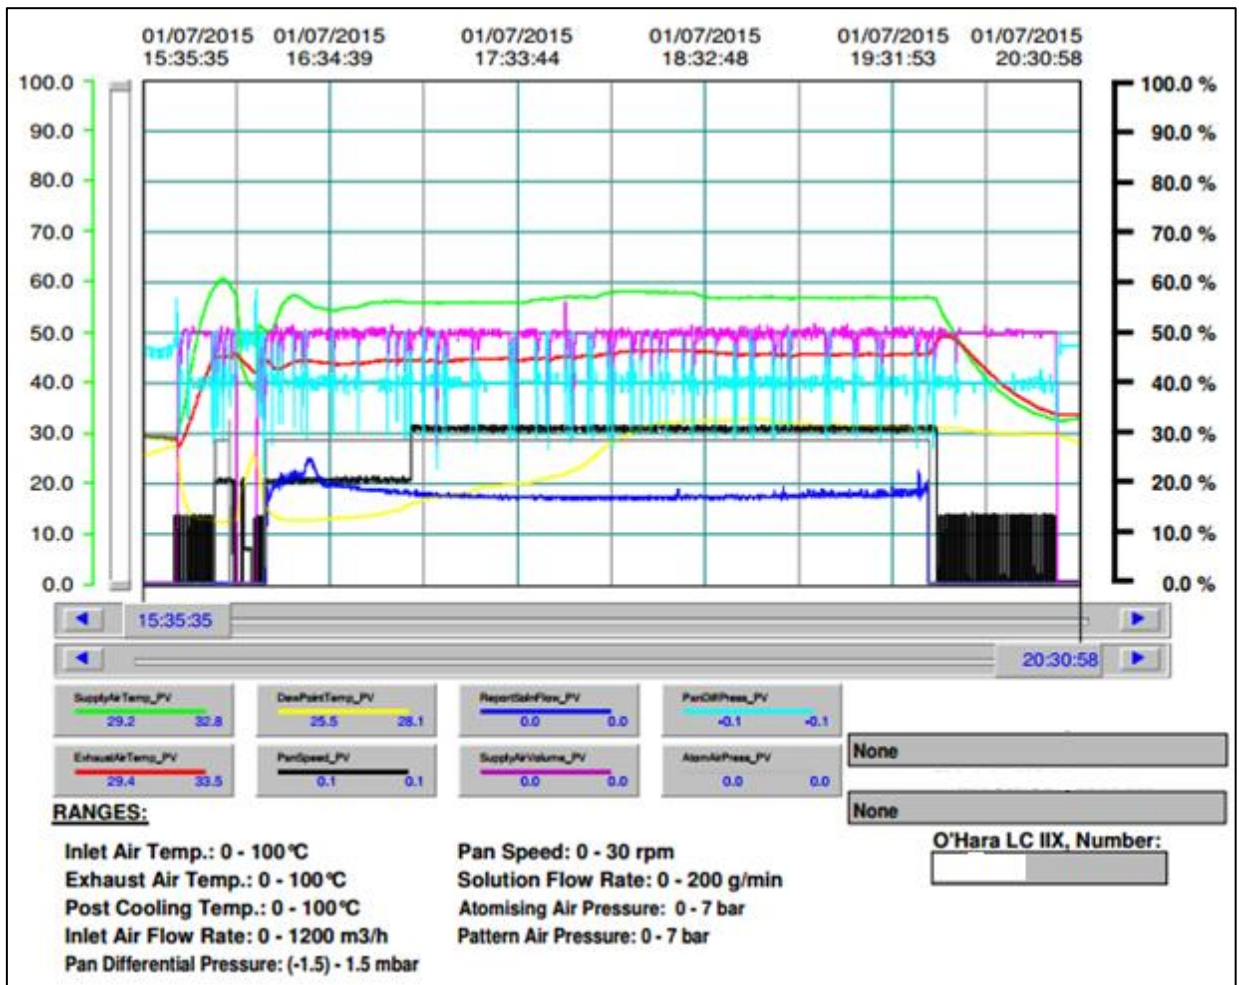 01/07/2015 01/07/2015 01/07/2015 01/07/2015 01/07/2015 01/07/2015
15:35:35 16:34:39 17:33:44 18:32:48 19:31:53 20:30:58
100.0 100.0 %
90.0 90.0 %
80.0 80.0 %
70.0 70.0 %
60.0 60.0 %
50.0 50.0 %
40.0 40.0 %
30.0 30.0 %
20.0 20.0 %
10.0 10.0 %
0.0 0.0 %
15:35:35
20:30:58
SupplyAirTemp_PV DewPointTemp_PV ReportSolnFlow_PV PanDiffPress_PV
29.2 32.8 25.5 28.1 0.0 0.0 -0.1 -0.1
ExhaustAirTemp_PV PanSpeed_PV SupplyAirVolume_PV AtomAirPress_PV
29.4 33.5 0.1 0.1 0.0 0.0 0.0 0.0
None
None
RANGES:
O'Hara LC IIX, Number:
Inlet Air Temp.: 0 - 100°C Pan Speed: 0 - 30 rpm
Exhaust Air Temp.: 0 - 100°C Solution Flow Rate: 0 - 200 g/min
Post Cooling Temp.: 0 - 100°C Atomising Air Pressure: 0 - 7 bar
Inlet Air Flow Rate: 0 - 1200 m3/h Pattern Air Pressure: 0 - 7 bar
Pan Differential Pressure: (-1.5) - 1.5 mbar